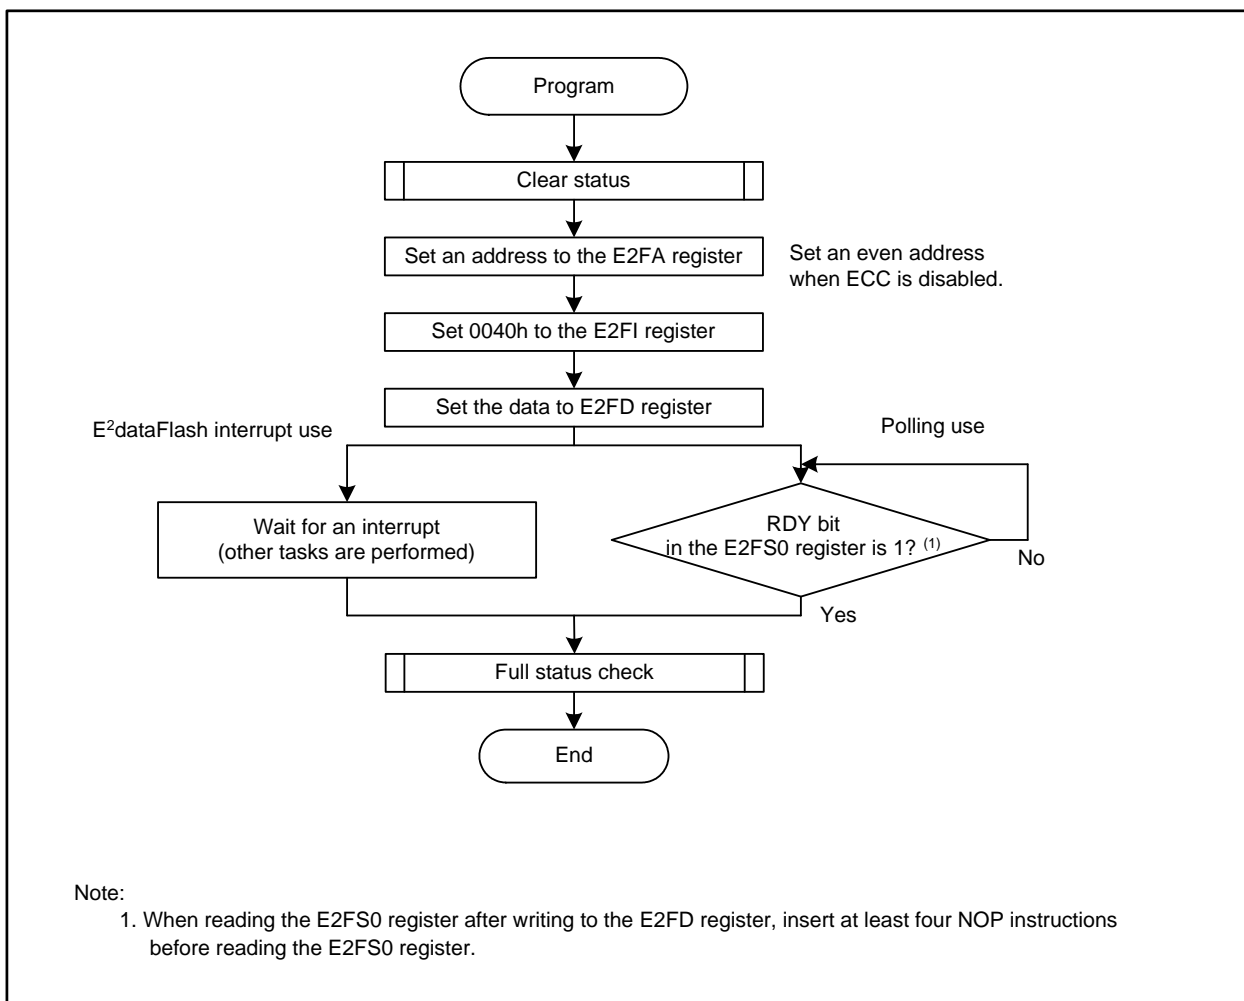 Program
Clear status
Set an address to the E2FA register
Set an even address
when ECC is disabled.
Set 0040h to the E2FI register
Set the data to E2FD register
E²dataFlash interrupt use
Polling use
Wait for an interrupt
(other tasks are performed)
RDY bit
in the E2FS0 register is 1? (1)
No
Yes
Full status check
End
Note:
1. When reading the E2FS0 register after writing to the E2FD register, insert at least four NOP instructions
before reading the E2FS0 register.